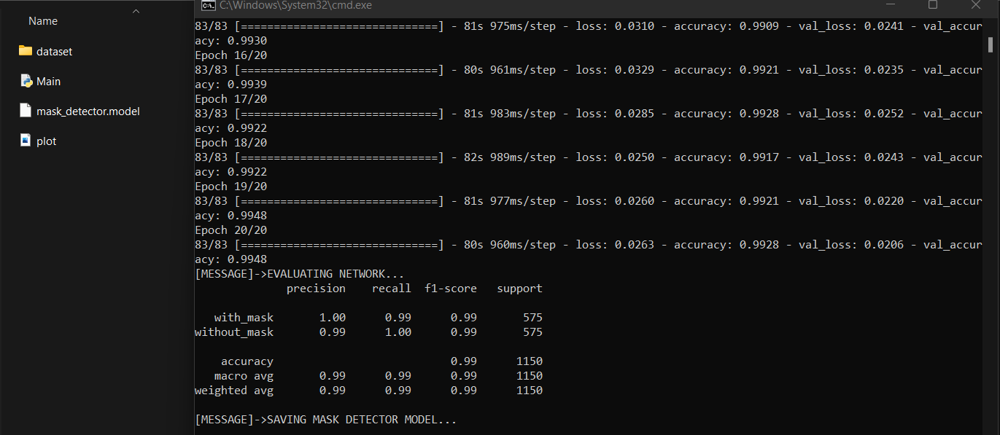 Name
dataset
Main
mask_detector.model
plot
C:\Windows\System32\cmd.exe
83/83 [==============================] - 81s 975ms/step - loss: 0.0310 - accuracy: 0.9909 - val_loss: 0.0241 - val_accur
acy: 0.9930
Epoch 16/20
83/83 [==============================] - 80s 961ms/step - loss: 0.0329 - accuracy: 0.9921 - val_loss: 0.0235 - val_accur
acy: 0.9939
Epoch 17/20
83/83 [==============================] - 81s 983ms/step - loss: 0.0285 - accuracy: 0.9928 - val_loss: 0.0252 - val_accur
acy: 0.9922
Epoch 18/20
83/83 [==============================] - 82s 989ms/step - loss: 0.0250 - accuracy: 0.9917 - val_loss: 0.0243 - val_accur
acy: 0.9922
Epoch 19/20
83/83 [==============================] - 81s 977ms/step - loss: 0.0260 - accuracy: 0.9921 - val_loss: 0.0220 - val_accur
acy: 0.9948
Epoch 20/20
83/83 [==============================] - 80s 960ms/step - loss: 0.0263 - accuracy: 0.9928 - val_loss: 0.0206 - val_accur
acy: 0.9948
[MESSAGE]->EVALUATING NETWORK...
precision recall f1-score support
with_mask 1.00 0.99 0.99 575
without_mask 0.99 1.00 0.99 575
accuracy 0.99 1150
macro avg 0.99 0.99 0.99 1150
weighted avg 0.99 0.99 0.99 1150
[MESSAGE]->SAVING MASK DETECTOR MODEL...